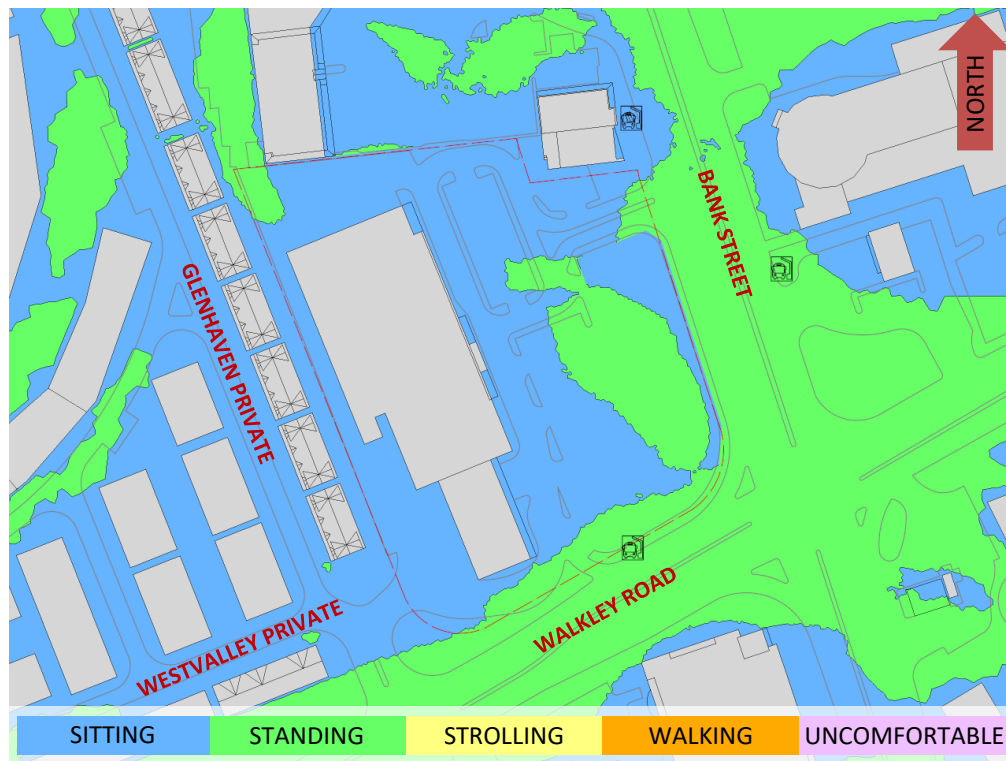 NORTH
BANK STREET
GLENHAVEN PRIVATE
WALKLEY ROAD
WESTVALLEY PRIVATE
SITTING
STANDING
STROLLING
WALKING
UNCOMFORTABLE